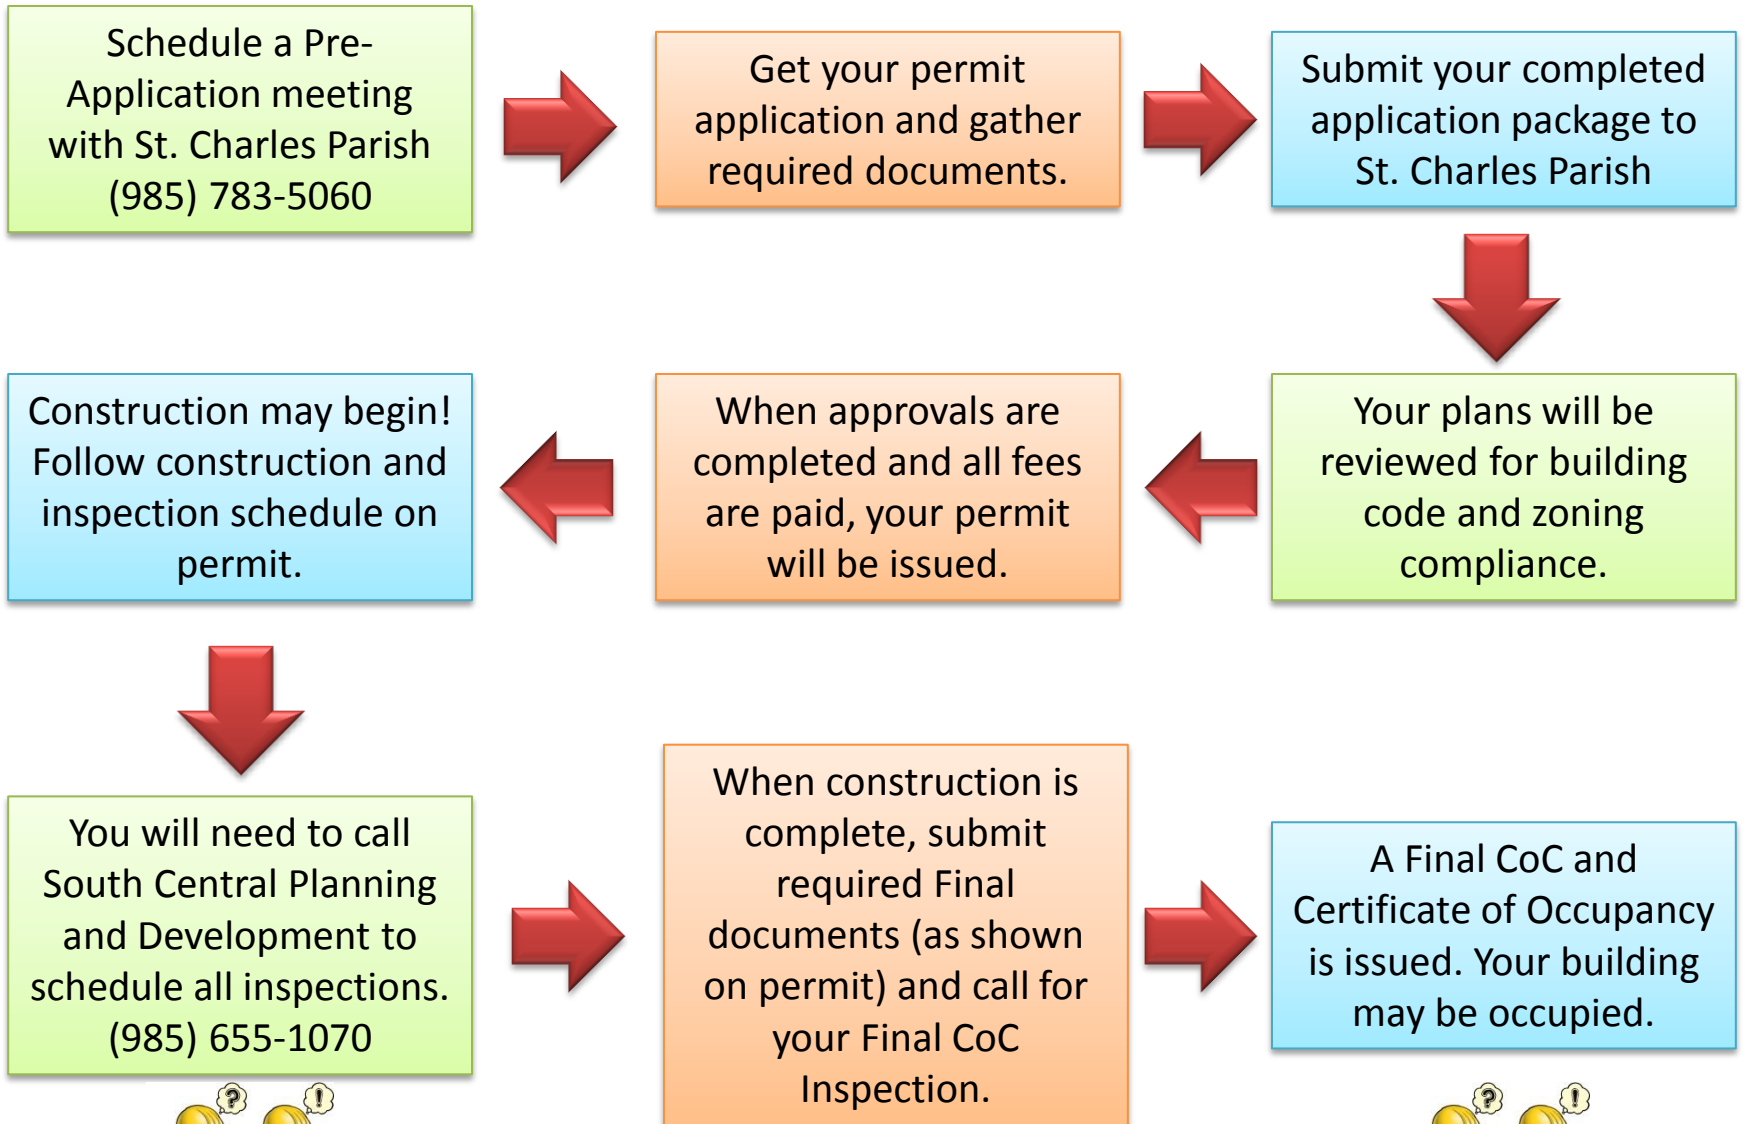 Schedule a Pre-
Application meeting
with St. Charles Parish
(985) 783-5060
Get your permit
application and gather
required documents.
Submit your completed
application package to
St. Charles Parish
Your plans will be
reviewed for building
code and zoning
compliance.
When approvals are
completed and all fees
are paid, your permit
will be issued.
Construction may begin!
Follow construction and
inspection schedule on
permit.
You will need to call
South Central Planning
and Development to
schedule all inspections.
(985) 655-1070
When construction is
complete, submit
required Final
documents (as shown
on permit) and call for
your Final CoC
Inspection.
A Final CoC and
Certificate of Occupancy
is issued. Your building
may be occupied.
? !
? !